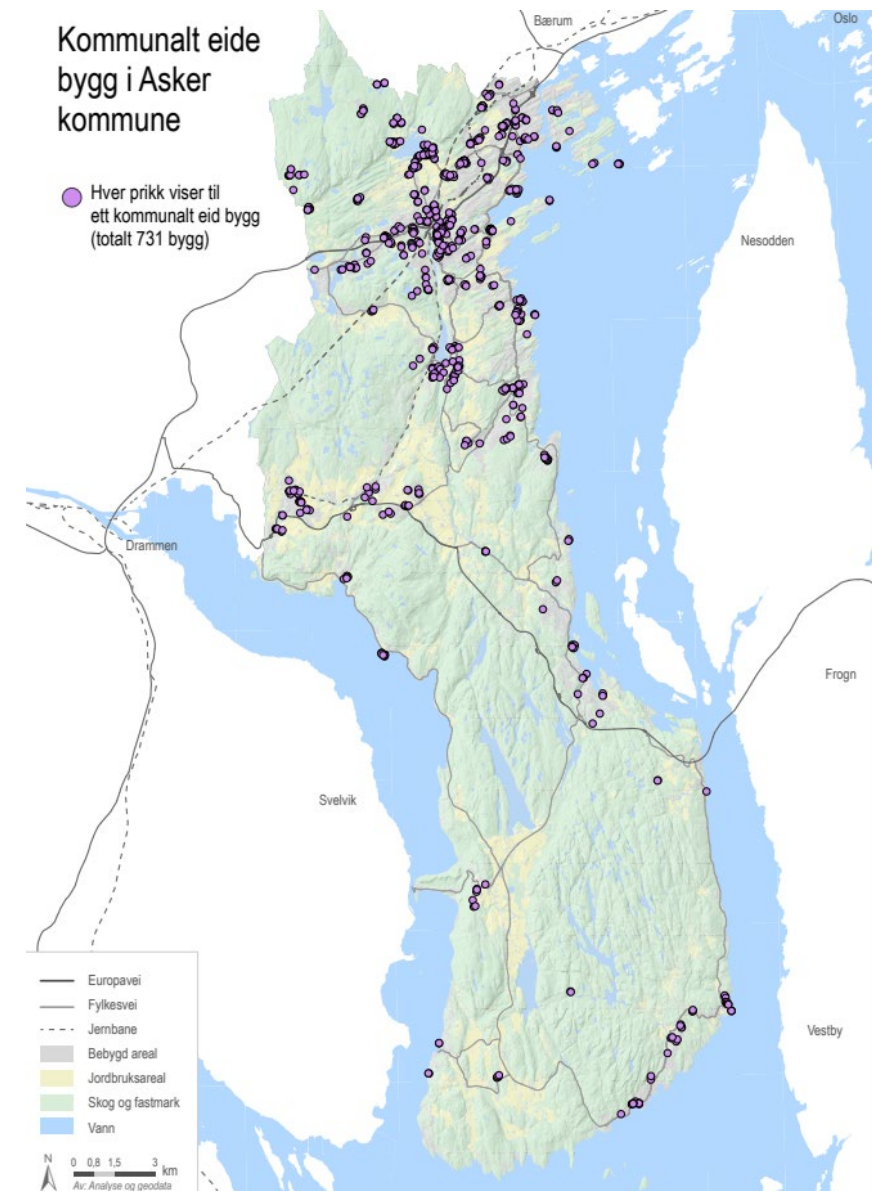 Kommunalt eide
bygg i Asker
kommune
Hver prikk viser til
ett kommunalt eid bygg
(totalt 731 bygg)
Bærum
Oslo
Nesodden
Drammen
Frogn
Svelvik
Vestby
Europavei
Fylkesvei
Jernbane
Bebygd areal
Jordbruksareal
Skog og fastmark
Vann
N
0 0,8 1,5 3
km
Av: Analyse og geodata